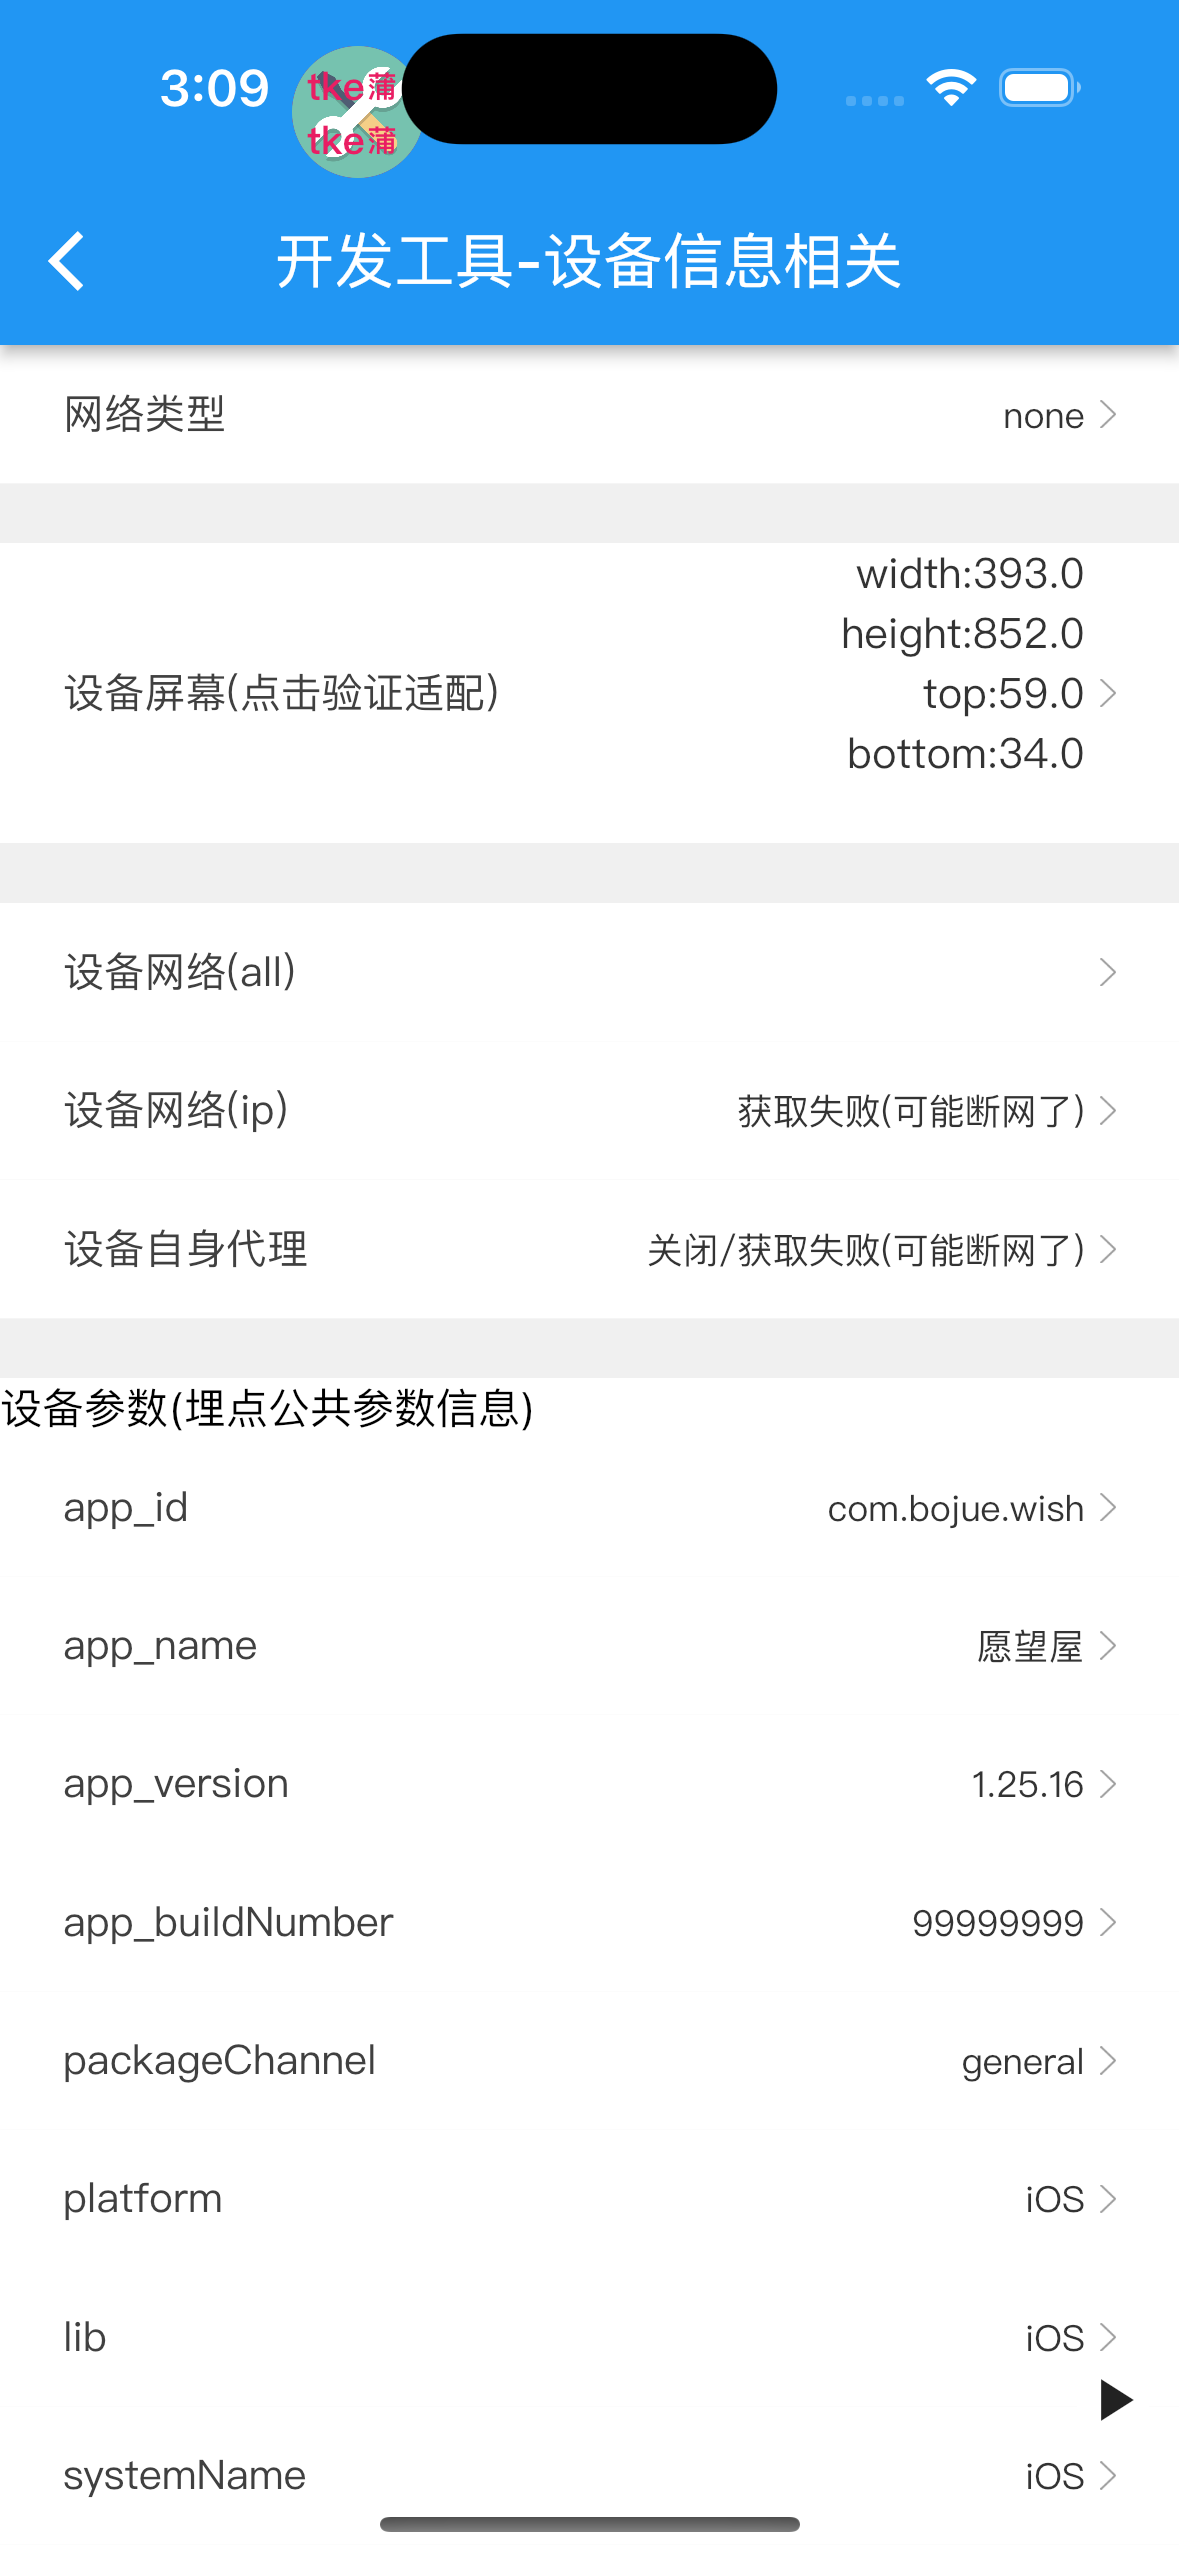 3:09
tke蒲
tke蒲
开发工具-设备信息相关
网络类型
none
设备屏幕(点击验证适配)
width:393.0
height:852.0
top:59.0
bottom:34.0
设备网络(all)
设备网络(ip)
获取失败(可能断网了)
设备自身代理
关闭/获取失败(可能断网了)
设备参数(埋点公共参数信息)
app_id
com.bojue.wish
app_name
愿望屋
app_version
1.25.16
app_buildNumber
99999999
packageChannel
general
platform
iOS
lib
iOS
systemName
iOS